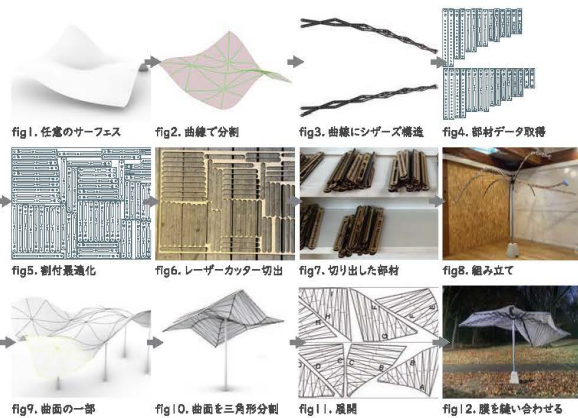 fig1. 任意のサーフェス
fig2. 曲線で分割
fig3. 曲線にシザーズ構造
fig4. 部材データ取得
fig5. 割付最適化
fig6. レーザーカッター切出
fig7. 切り出した部材
fig8. 組み立て
fig9. 曲面の一部
fig10. 曲面を三角形分割
fig11. 展開
fig12. 膜を縫い合わせる